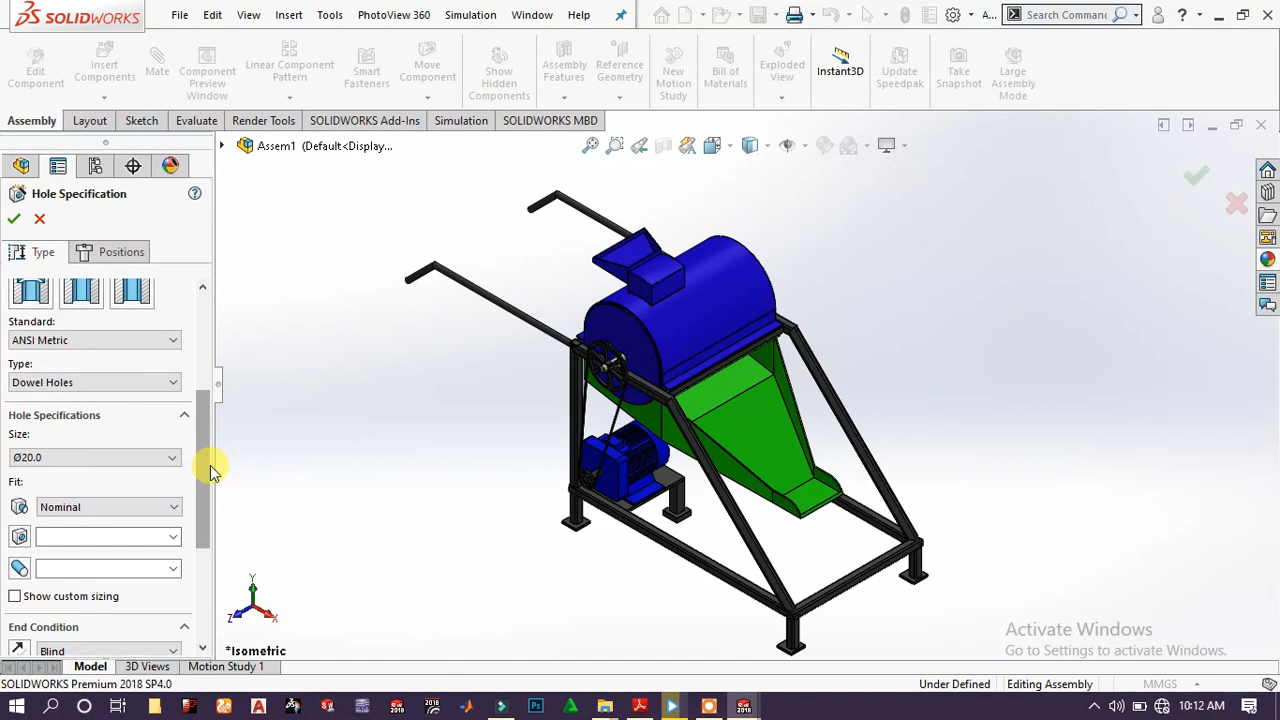 SOLIDWORKS
File Edit View Insert Tools PhotoView 360 Simulation Window Help
A...
Search Comman
Edit Component
Insert Components
Mate
Component Preview Window
Linear Component Pattern
Smart Fasteners
Move Component
Show Hidden Components
Assembly Features
Reference Geometry
New Motion Study
Bill of Materials
Exploded View
Instant3D
Update Speedpak
Take Snapshot
Large Assembly Mode
Assembly Layout Sketch Evaluate Render Tools SOLIDWORKS Add-Ins Simulation SOLIDWORKS MBD
Assem1 (Default<Display...
Hole Specification
Type Positions
Standard:
ANSI Metric
Type:
Dowel Holes
Hole Specifications
Size:
Ø20.0
Fit:
Nominal
Show custom sizing
End Condition
Blind
Y
Z
X
*Isometric
Activate Windows
Go to Settings to activate Windows.
Model 3D Views Motion Study 1
SOLIDWORKS Premium 2018 SP4.0
Under Defined Editing Assembly MMGS
10:12 AM